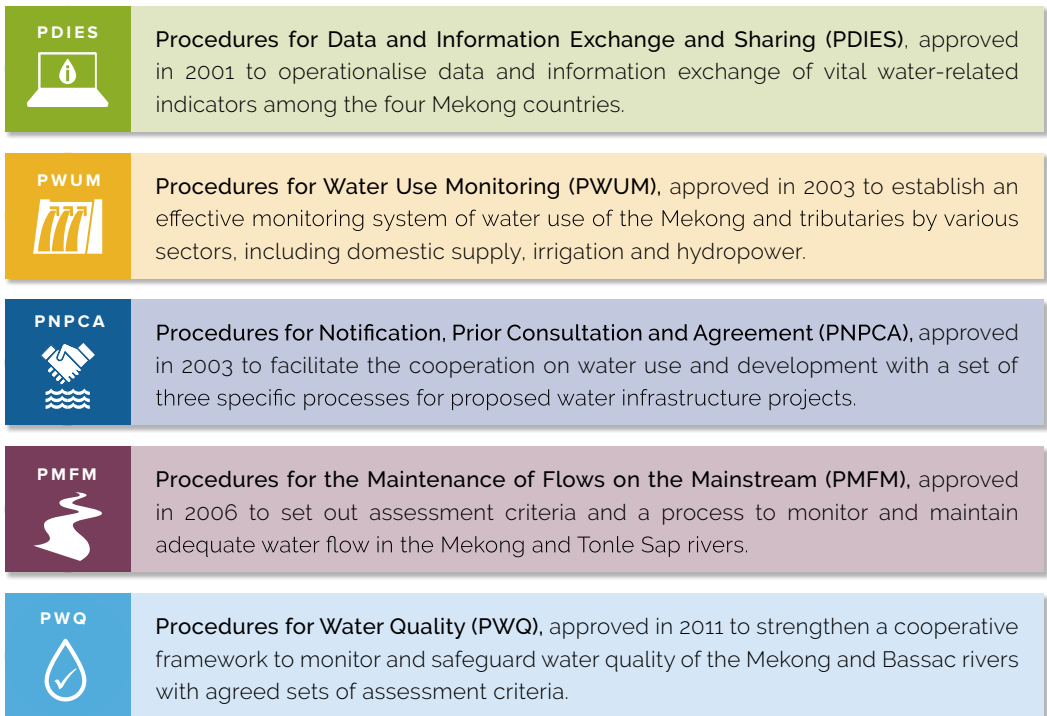 PDIES
Procedures for Data and Information Exchange and Sharing (PDIES), approved
in 2001 to operationalise data and information exchange of vital water-related
indicators among the four Mekong countries.
PWUM
Procedures for Water Use Monitoring (PWUM), approved in 2003 to establish an
effective monitoring system of water use of the Mekong and tributaries by various
sectors, including domestic supply, irrigation and hydropower.
PNPCA
Procedures for Notification, Prior Consultation and Agreement (PNPCA), approved
in 2003 to facilitate the cooperation on water use and development with a set of
three specific processes for proposed water infrastructure projects.
PMFM
Procedures for the Maintenance of Flows on the Mainstream (PMFM), approved
in 2006 to set out assessment criteria and a process to monitor and maintain
adequate water flow in the Mekong and Tonle Sap rivers.
PWQ
Procedures for Water Quality (PWQ), approved in 2011 to strengthen a cooperative
framework to monitor and safeguard water quality of the Mekong and Bassac rivers
with agreed sets of assessment criteria.